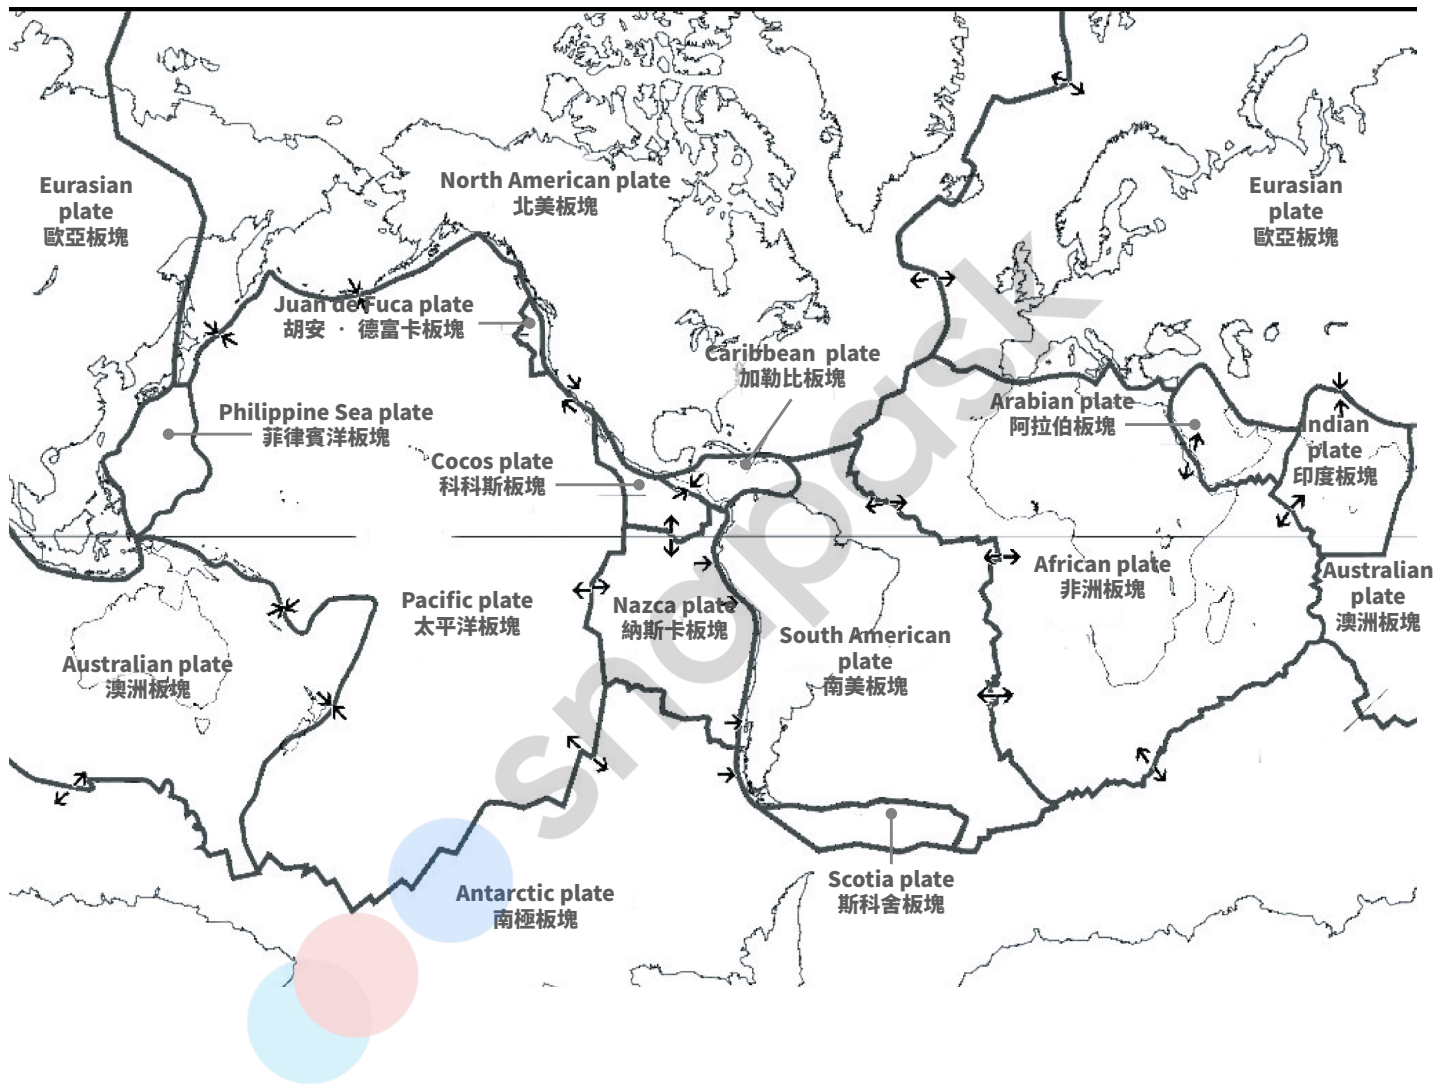 Eurasian
plate
歐亞板塊
North American plate
北美板塊
Eurasian
plate
歐亞板塊
Juan de Fuca plate
胡安 · 德富卡板塊
Caribbean plate
加勒比板塊
Philippine Sea plate
菲律賓洋板塊
Arabian plate
阿拉伯板塊
Indian
plate
印度板塊
Cocos plate
科科斯板塊
African plate
非洲板塊
Australian
plate
澳洲板塊
Pacific plate
太平洋板塊
Nazca plate
納斯卡板塊
South American
plate
南美板塊
Australian plate
澳洲板塊
Antarctic plate
南極板塊
Scotia plate
斯科舍板塊
snapask